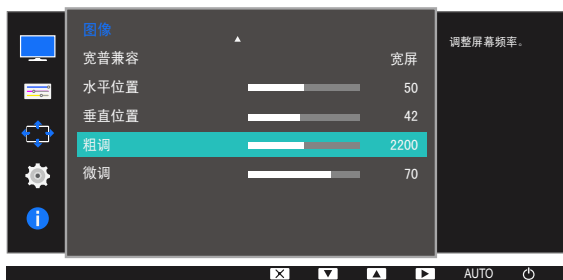 图像
宽普兼容 宽屏
水平位置 50
垂直位置 42
粗调 2200
微调 70
调整屏幕频率。
AUTO